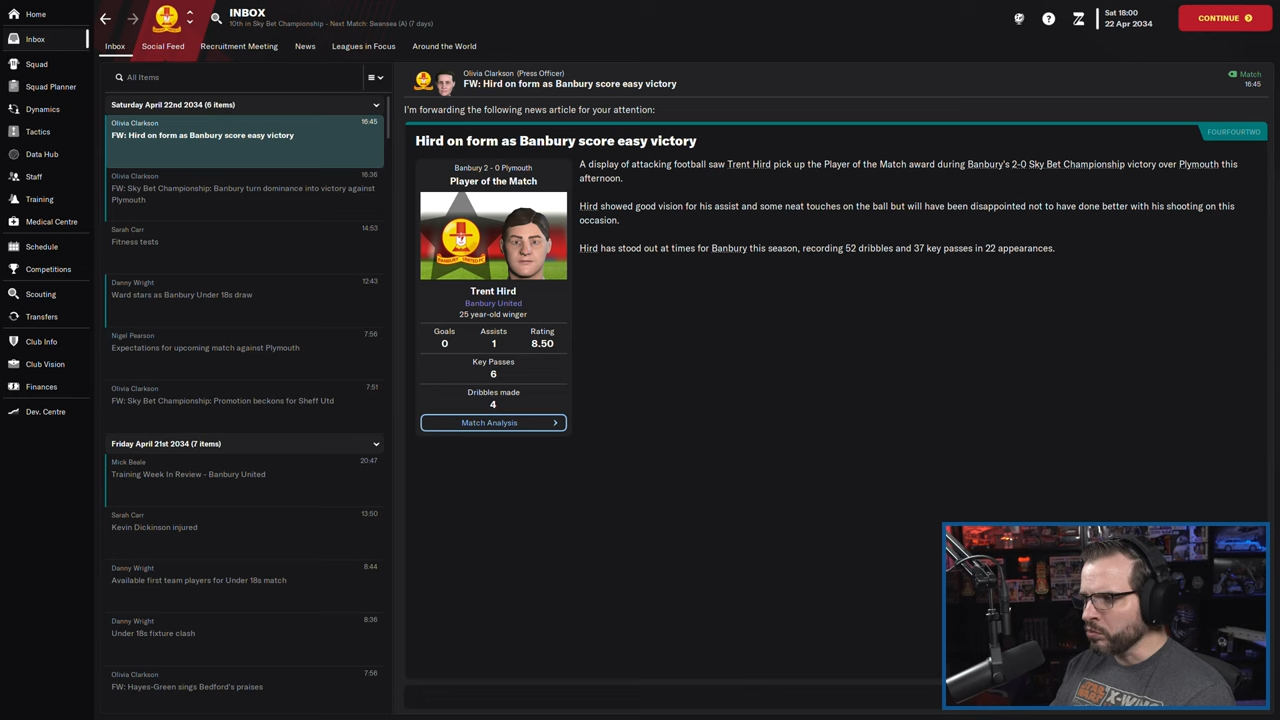 Home
Inbox
Squad
Squad Planner
Dynamics
Tactics
Data Hub
Staff
Training
Medical Centre
Schedule
Competitions
Scouting
Transfers
Club Info
Club Vision
Finances
Dev. Centre
INBOX
10th in Sky Bet Championship - Next Match: Swansea (A) (7 days)
Sat 18:00
22 Apr 2034
CONTINUE
Inbox
Social Feed
Recruitment Meeting
News
Leagues in Focus
Around the World
All Items
Saturday April 22nd 2034 (6 items)
Olivia Clarkson 16:45
FW: Hird on form as Banbury score easy victory
Olivia Clarkson 16:36
FW: Sky Bet Championship: Banbury turn dominance into victory against
Plymouth
Sarah Carr 14:53
Fitness tests
Danny Wright 12:43
Ward stars as Banbury Under 18s draw
Nigel Pearson 7:56
Expectations for upcoming match against Plymouth
Olivia Clarkson 7:51
FW: Sky Bet Championship: Promotion beckons for Sheff Utd
Friday April 21st 2034 (7 items)
Mick Beale 20:47
Training Week In Review - Banbury United
Sarah Carr 13:50
Kevin Dickinson injured
Danny Wright 8:44
Available first team players for Under 18s match
Danny Wright 8:36
Under 18s fixture clash
Olivia Clarkson 7:56
FW: Hayes-Green sings Bedford's praises
Olivia Clarkson (Press Officer)
FW: Hird on form as Banbury score easy victory
Match
16:45
I'm forwarding the following news article for your attention:
FOURFOURTWO
Hird on form as Banbury score easy victory
Banbury 2 - 0 Plymouth
Player of the Match
BANBURY UNITED FC
Trent Hird
Banbury United
25 year-old winger
Goals Assists Rating
0 1 8.50
Key Passes
6
Dribbles made
4
Match Analysis
A display of attacking football saw Trent Hird pick up the Player of the Match award during Banbury's 2-0 Sky Bet Championship victory over Plymouth this
afternoon.
Hird showed good vision for his assist and some neat touches on the ball but will have been disappointed not to have done better with his shooting on this
occasion.
Hird has stood out at times for Banbury this season, recording 52 dribbles and 37 key passes in 22 appearances.
STAR WARS
X-WING